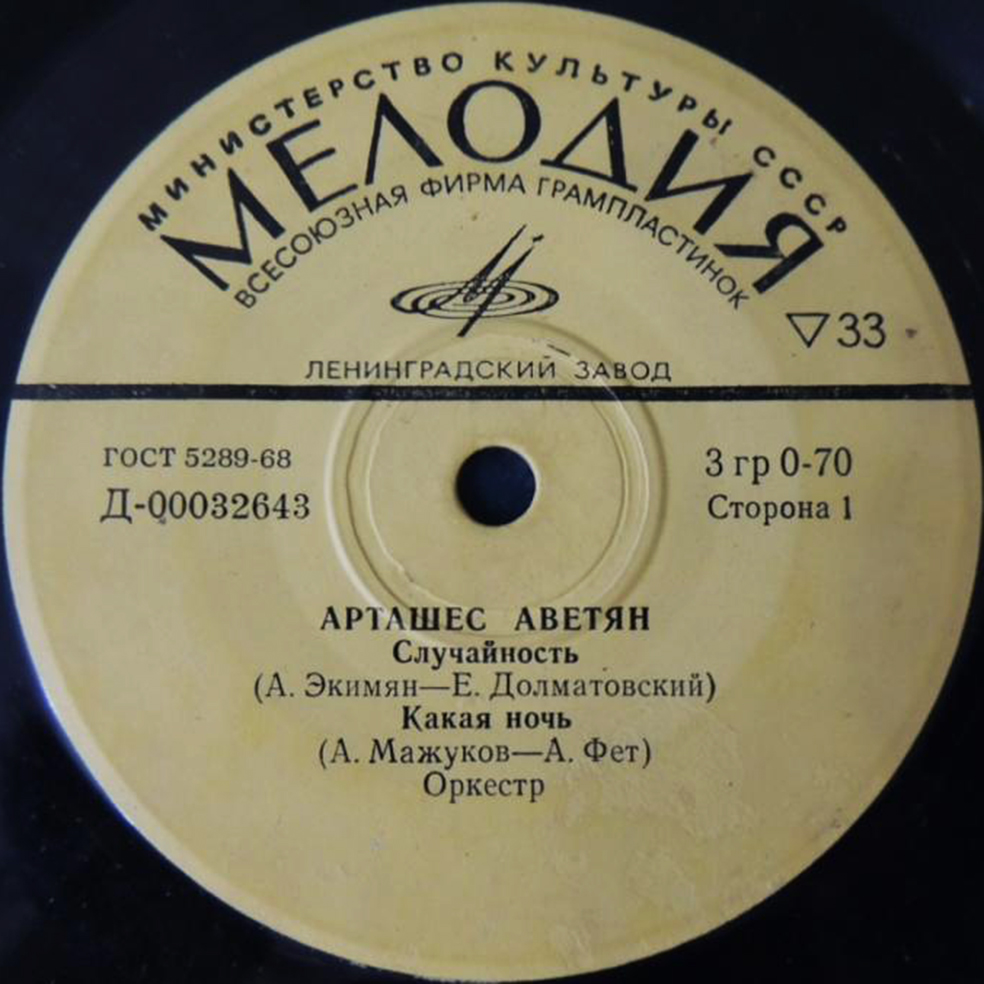 МИНИСТЕРСТВО КУЛЬТУРЫ СССР
МЕЛОДИЯ
ВСЕСОЮЗНАЯ ФИРМА ГРАМПЛАСТИНОК
▽33
ЛЕНИНГРАДСКИЙ ЗАВОД
ГОСТ 5289-68
3 гр 0-70
Д-00032643
Сторона 1
АРТАШЕС АВЕТЯН
Случайность
(А. Экимян—Е. Долматовский)
Какая ночь
(А. Мажуков—А. Фет)
Оркестр